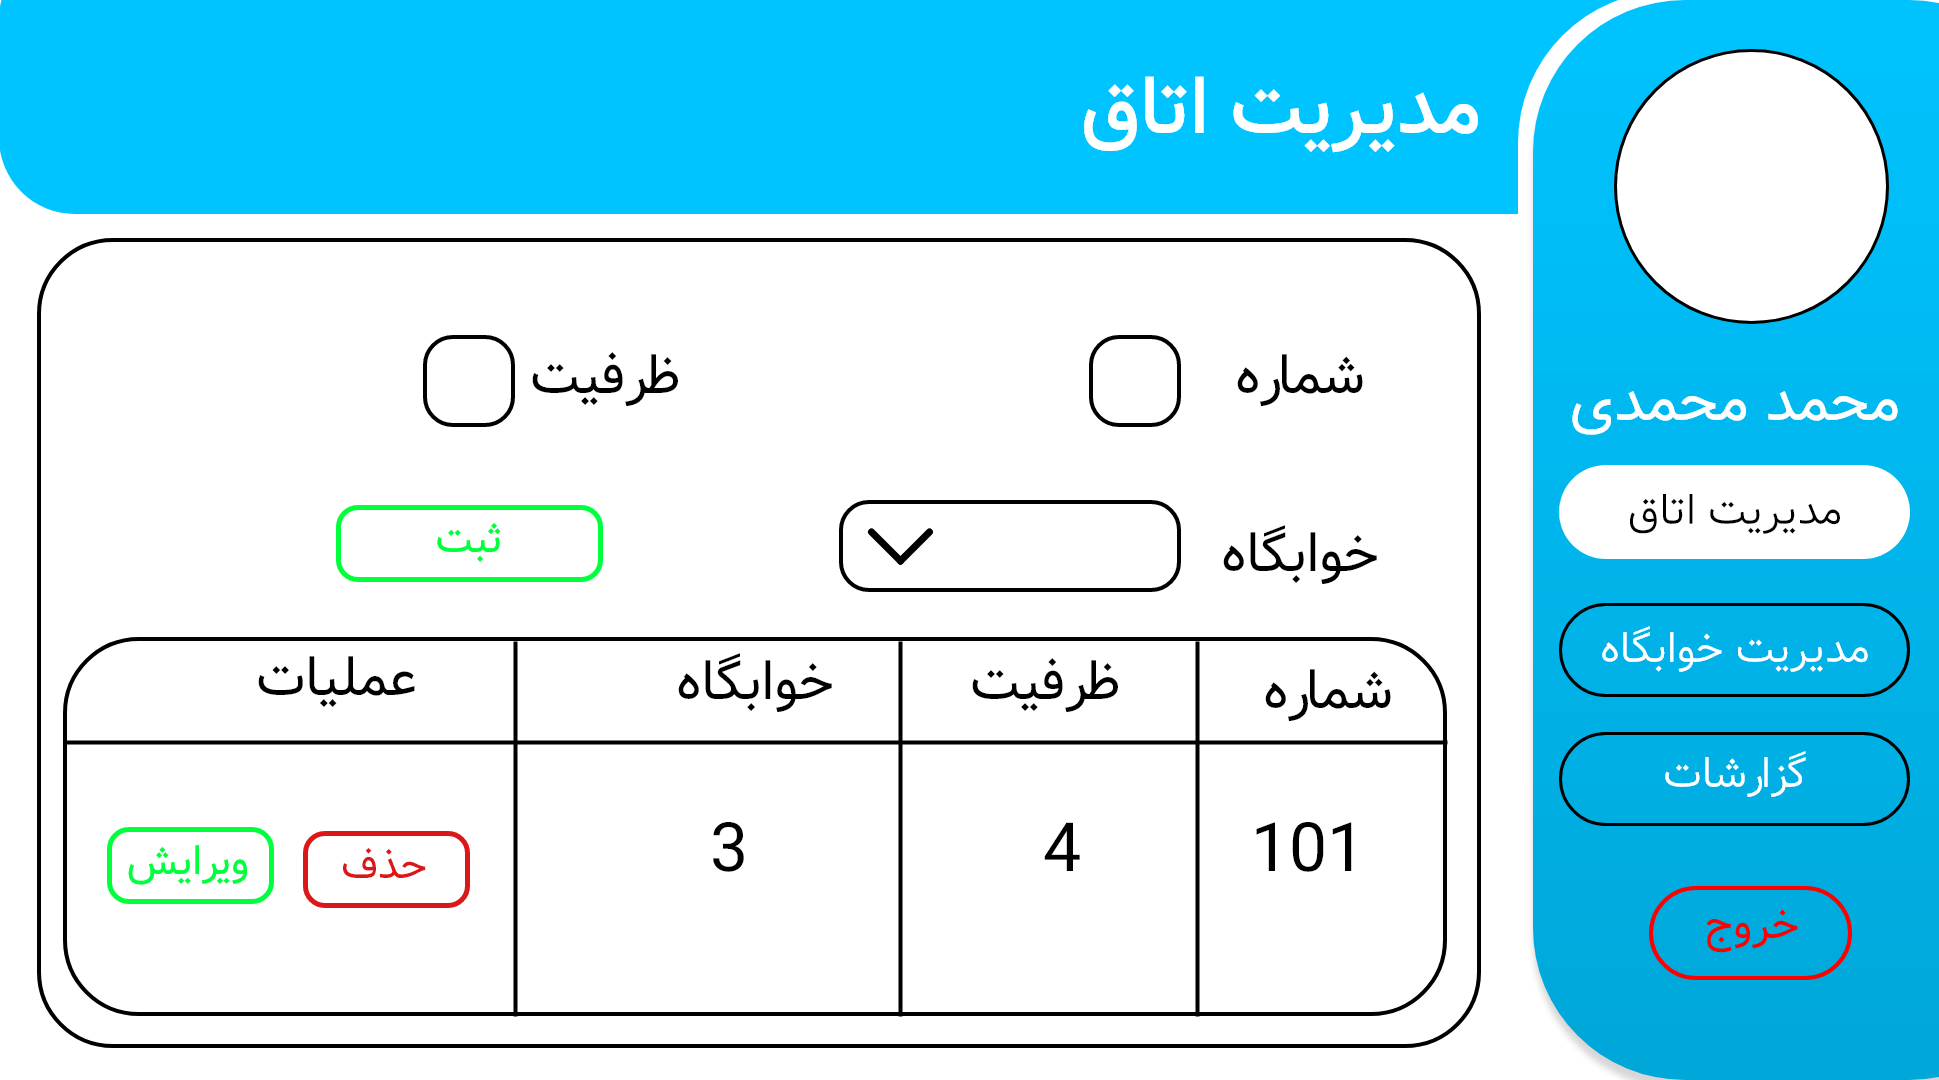 مدیریت اتاق
محمد محمدی
مدیریت اتاق
مدیریت خوابگاه
گزارشات
خروج
شماره
ظرفیت
خوابگاه
ثبت
شماره ظرفیت خوابگاه عملیات
101 4 3 حذف ویرایش